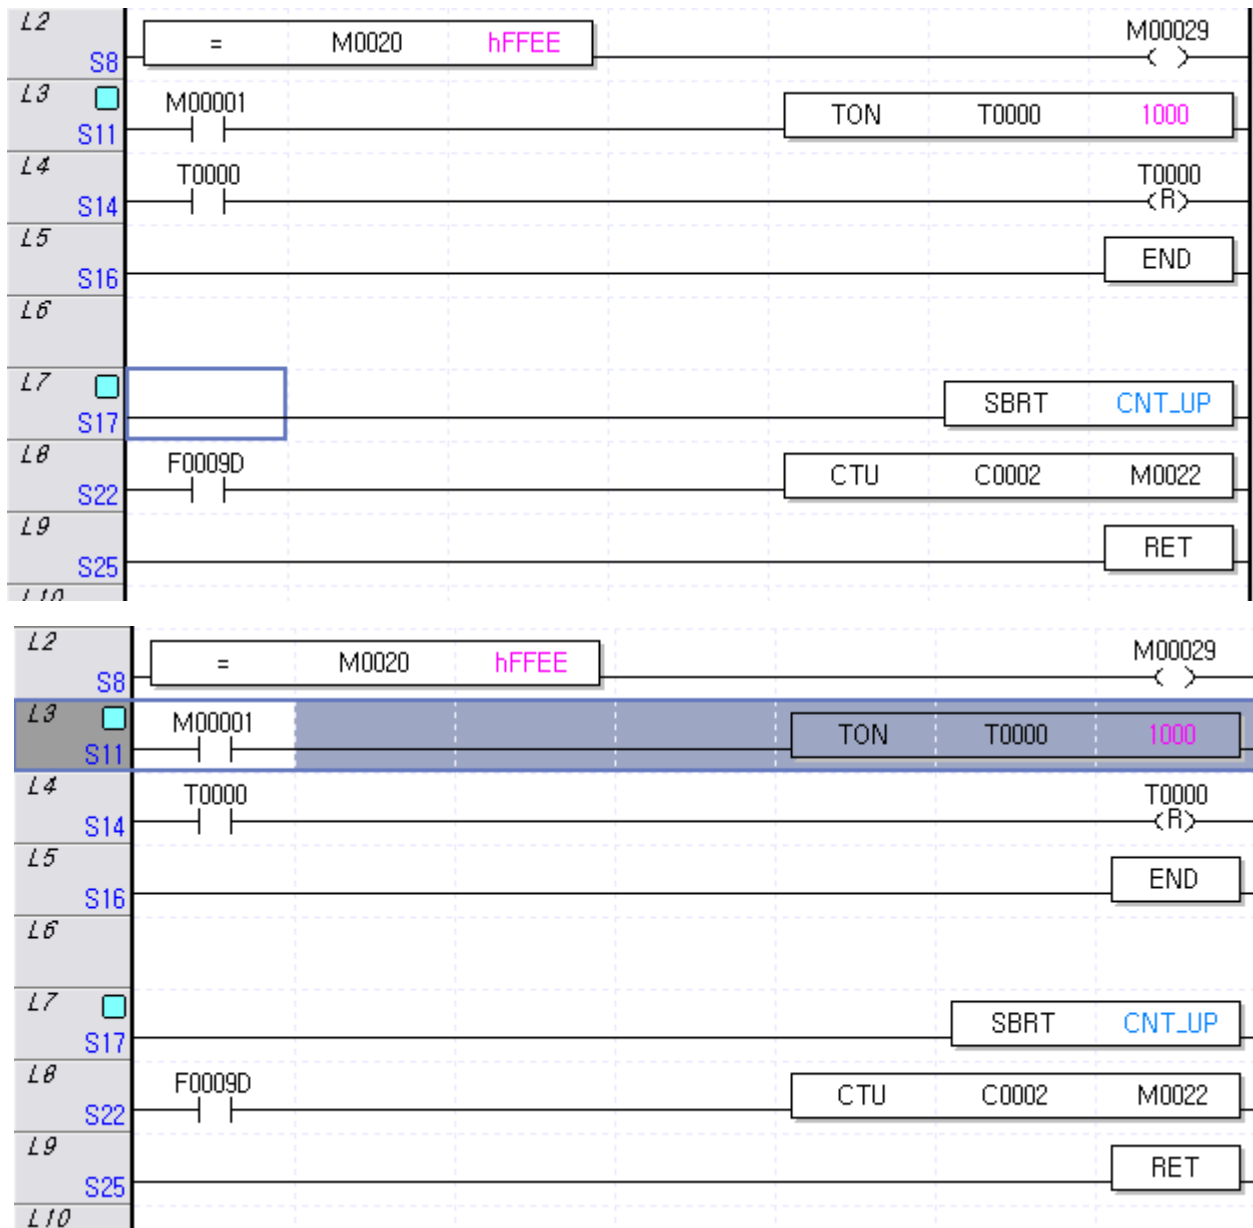 L2
= M0020 hFFEE M00029
S8
L3
M00001
TON T0000 1000
S11
L4
T0000 T0000
(R)
S14
L5
END
S16
L6
L7
SBRT CNT_UP
S17
L8
F0009D
CTU C0002 M0022
S22
L9
RET
S25
L10
L2
= M0020 hFFEE M00029
S8
L3
M00001
TON T0000 1000
S11
L4
T0000 T0000
(R)
S14
L5
END
S16
L6
L7
SBRT CNT_UP
S17
L8
F0009D
CTU C0002 M0022
S22
L9
RET
S25
L10